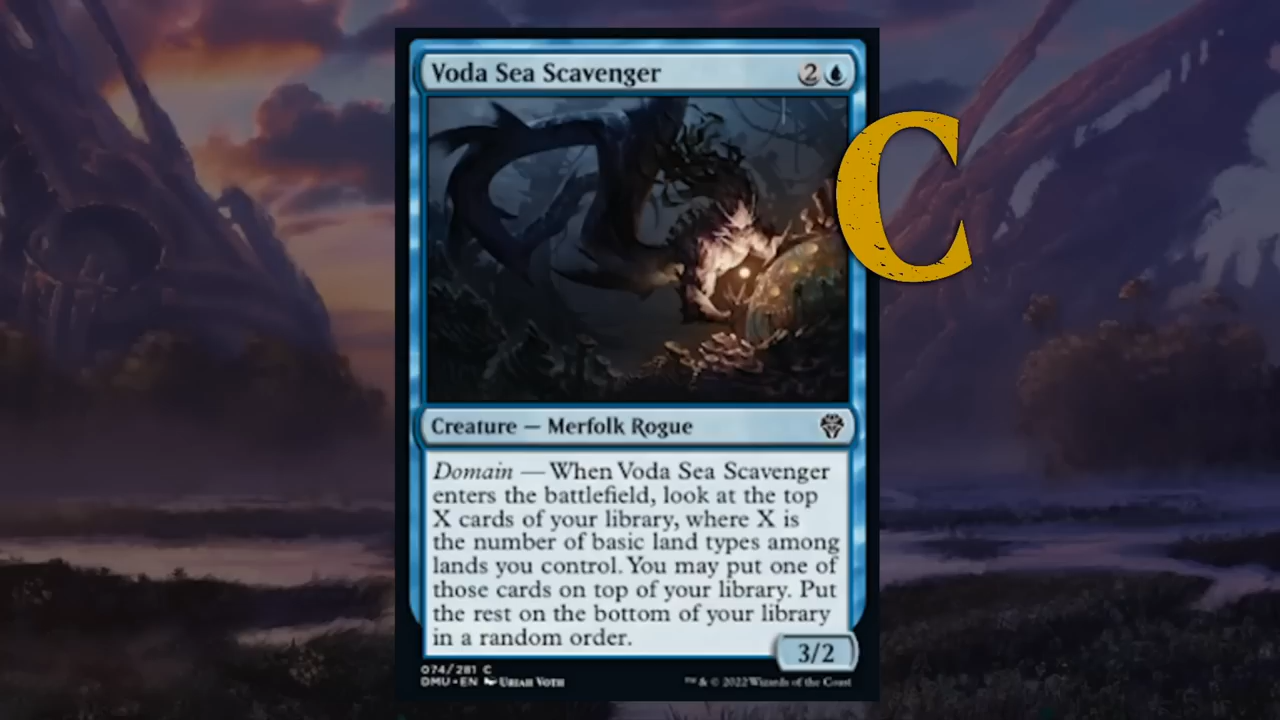 Voda Sea Scavenger 2
C
Creature — Merfolk Rogue
Domain — When Voda Sea Scavenger
enters the battlefield, look at the top
X cards of your library, where X is
the number of basic land types among
lands you control. You may put one of
those cards on top of your library. Put
the rest on the bottom of your library
in a random order.
3/2
074/281 C
DMU • EN Uriah Voth ™ & © 2022 Wizards of the Coast